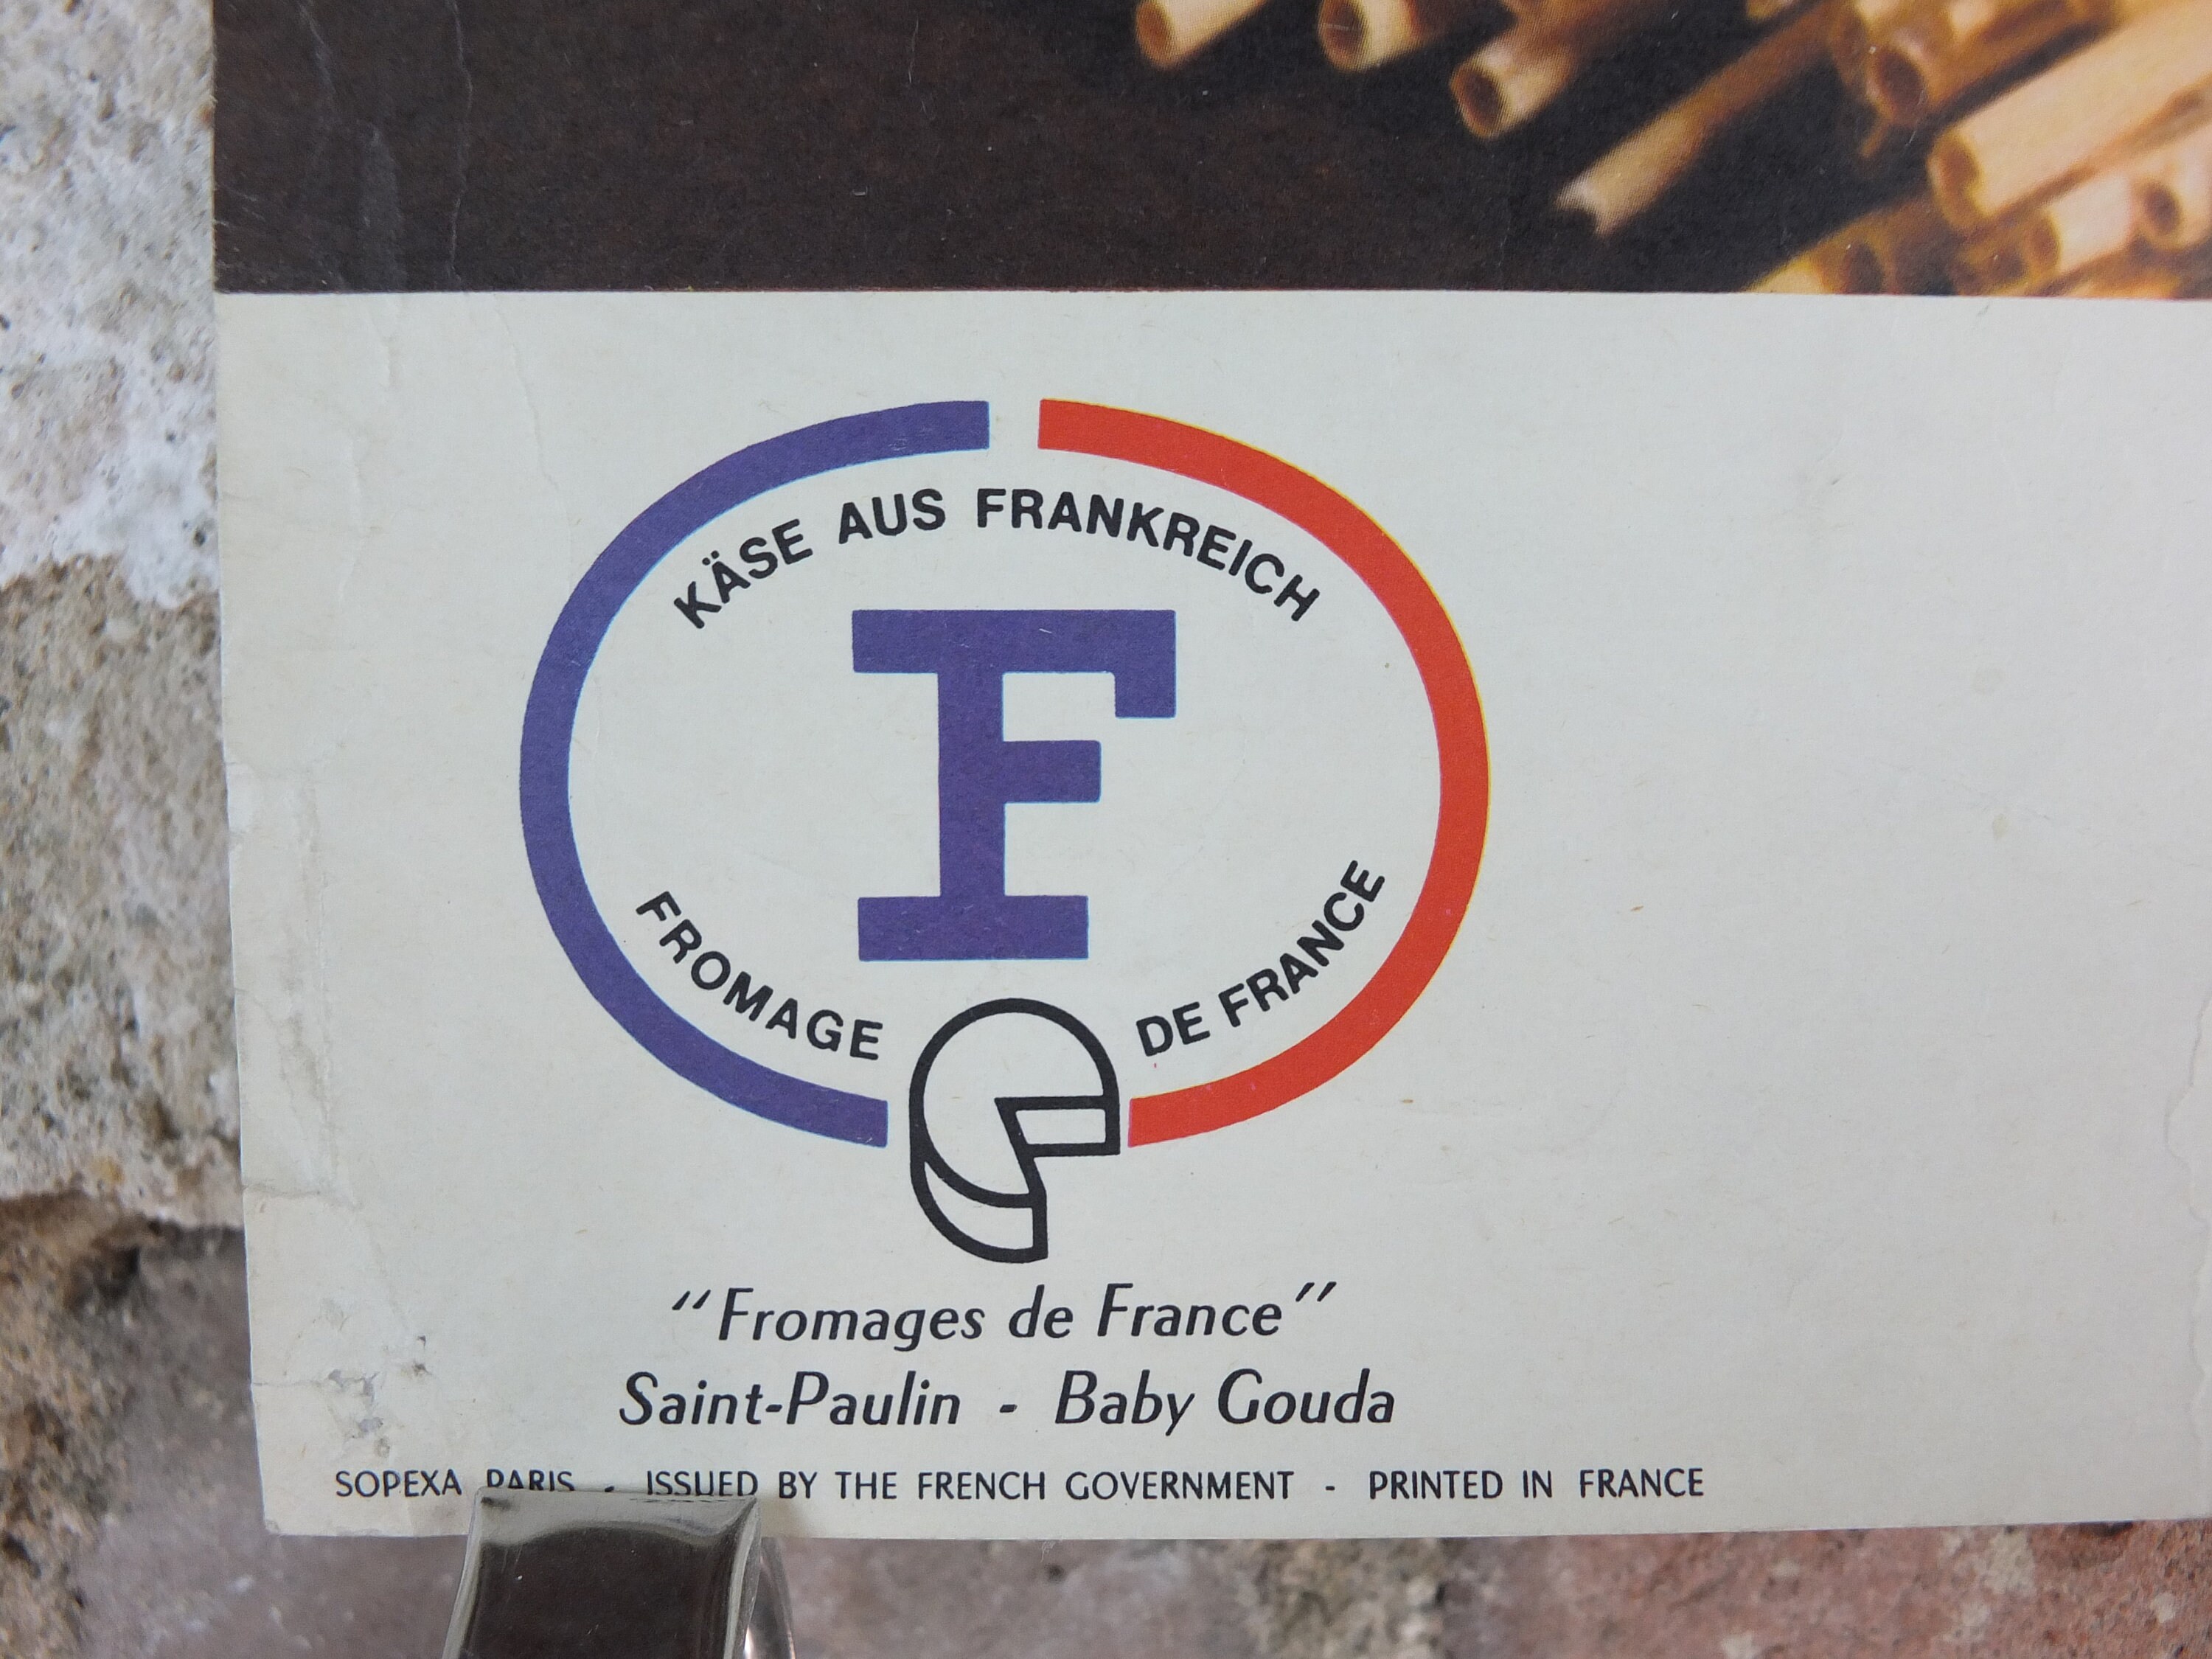 KÄSE AUS FRANKREICH
F
FROMAGE DE FRANCE
"Fromages de France"
Saint-Paulin - Baby Gouda
SOPEXA PARIS - ISSUED BY THE FRENCH GOVERNMENT - PRINTED IN FRANCE